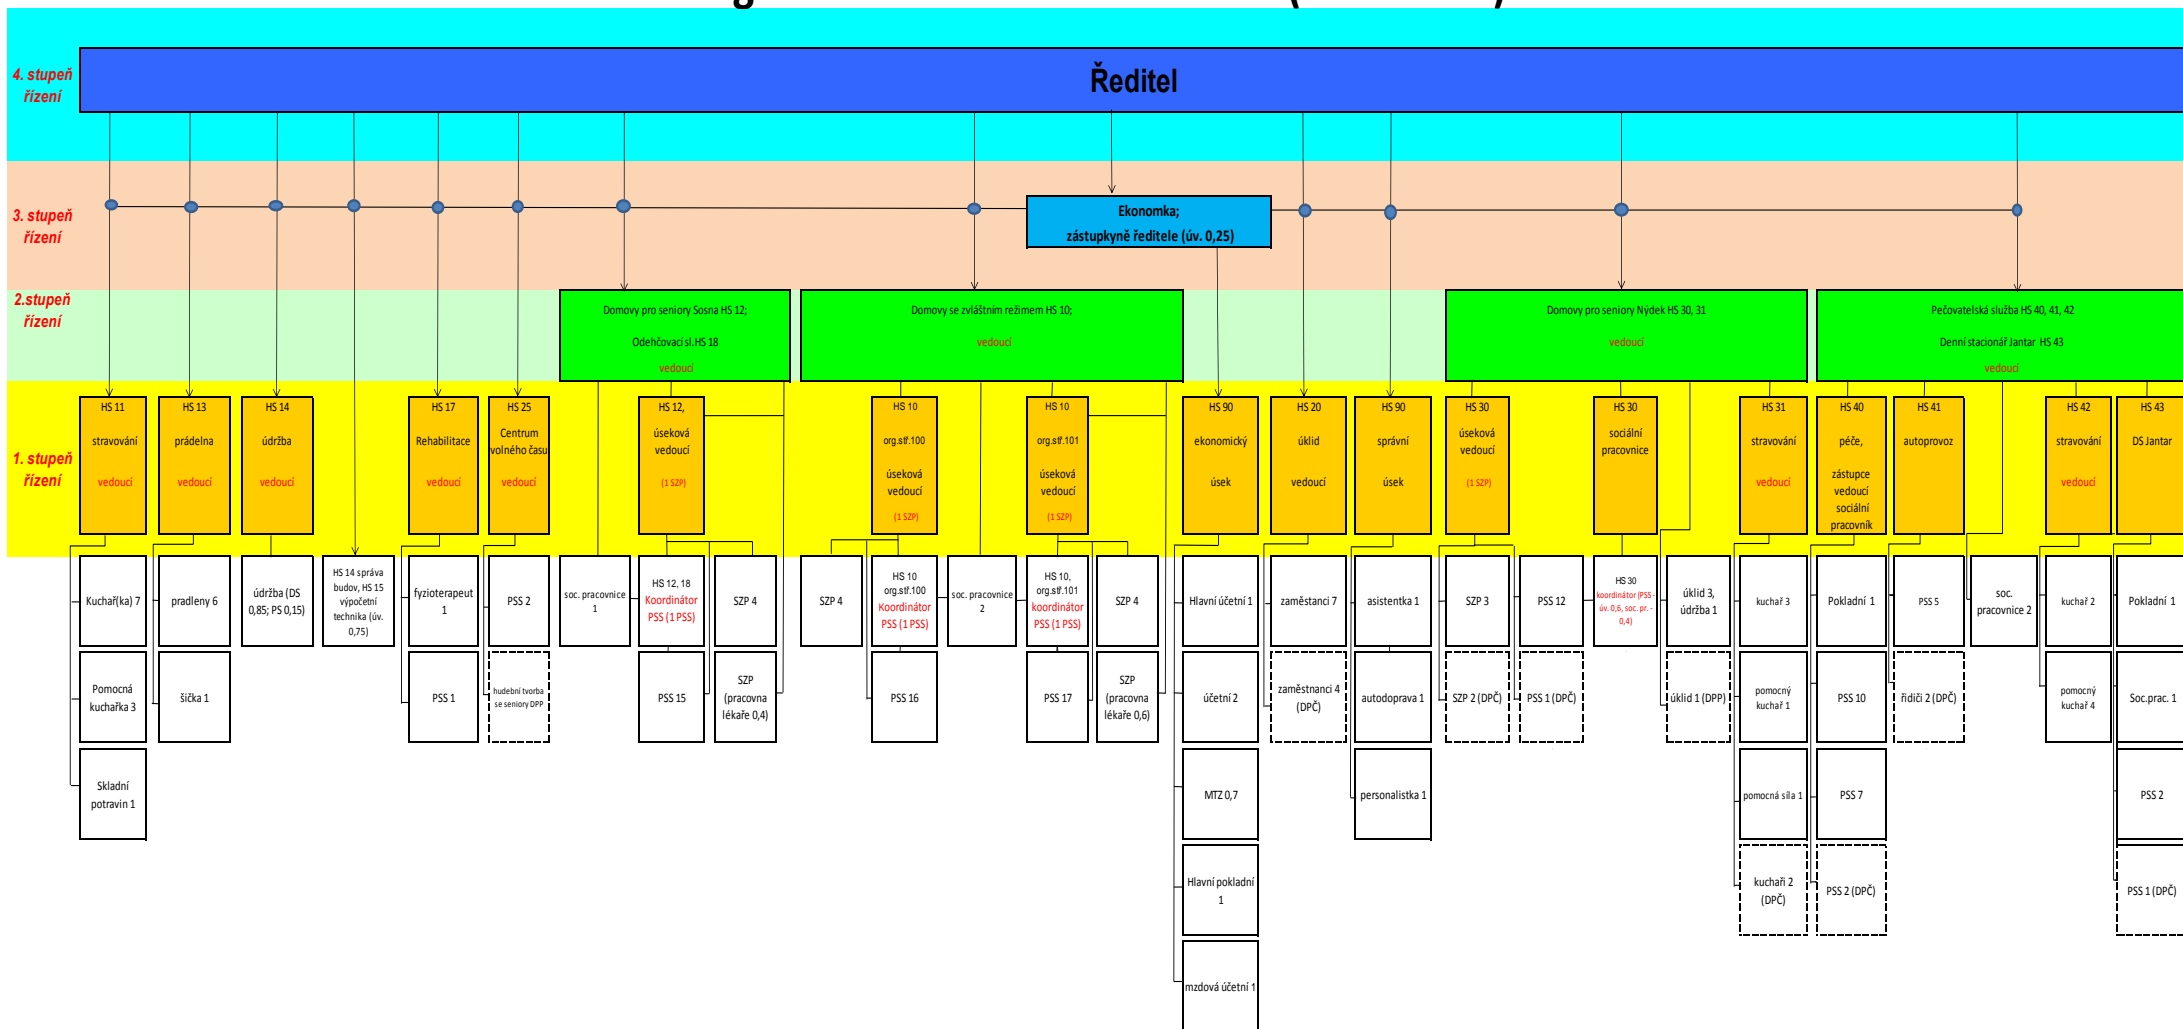 4. stupeň
řízení
Ředitel
3. stupeň
řízení
Ekonomka;
zástupkyně ředitele (úv. 0,25)
2.stupeň
řízení
Domovy pro seniory Sosna HS 12;
Odehčovací sl.HS 18
vedoucí
Domovy se zvláštním režimem HS 10;
vedoucí
Domovy pro seniory Nýdek HS 30, 31
vedoucí
Pečovatelská služba HS 40, 41, 42
Denní stacionář Jantar HS 43
vedoucí
1. stupeň
řízení
HS 11
stravování
vedoucí
HS 13
prádelna
vedoucí
HS 14
údržba
vedoucí
HS 17
Rehabilitace
vedoucí
HS 25
Centrum
volného času
vedoucí
HS 12,
úseková
vedoucí
(1 SZP)
HS 10
org.stř.100
úseková
vedoucí
(1 SZP)
HS 10
org.stř.101
úseková
vedoucí
(1 SZP)
HS 90
ekonomický
úsek
HS 20
úklid
vedoucí
HS 90
správní
úsek
HS 30
úseková
vedoucí
(1 SZP)
HS 30
sociální
pracovnice
HS 31
stravování
vedoucí
HS 40
péče,
zástupce
vedoucí
sociální
pracovník
HS 41
autoprovoz
HS 42
stravování
vedoucí
HS 43
DS Jantar
Kuchař(ka) 7
pradleny 6
údržba (DS
0,85; PS 0,15)
HS 14 správa
budov, HS 15
výpočetní
technika (úv.
0,75)
fyzioterapeut
1
PSS 2
soc. pracovnice
1
HS 12, 18
Koordinátor
PSS (1 PSS)
SZP 4
SZP 4
HS 10
org.stř.100
Koordinátor
PSS (1 PSS)
soc. pracovnice
2
HS 10,
org.stř.101
koordinátor
PSS (1 PSS)
SZP 4
Hlavní účetní 1
zaměstanci 7
asistentka 1
SZP 3
PSS 12
HS 30
koordinátor (PSS -
úv. 0,6, soc. pr. -
0,4)
úklid 3,
údržba 1
kuchař 3
Pokladní 1
PSS 5
soc.
pracovnice 2
kuchař 2
Pokladní 1
Pomocná
kuchařka 3
šička 1
PSS 1
hudební tvorba
se seniory DPP
PSS 15
SZP
(pracovna
lékaře 0,4)
PSS 16
PSS 17
SZP
(pracovna
lékaře 0,6)
účetní 2
zaměstnanci 4
(DPČ)
autodoprava 1
SZP 2 (DPČ)
PSS 1 (DPČ)
úklid 1 (DPP)
pomocný
kuchař 1
PSS 10
řidiči 2 (DPČ)
pomocný
kuchař 4
Soc.prac. 1
Skladní
potravin 1
MTZ 0,7
personalistka 1
pomocná síla 1
PSS 7
PSS 2
Hlavní pokladní
1
kuchaři 2
(DPČ)
PSS 2 (DPČ)
PSS 1 (DPČ)
mzdová účetní 1